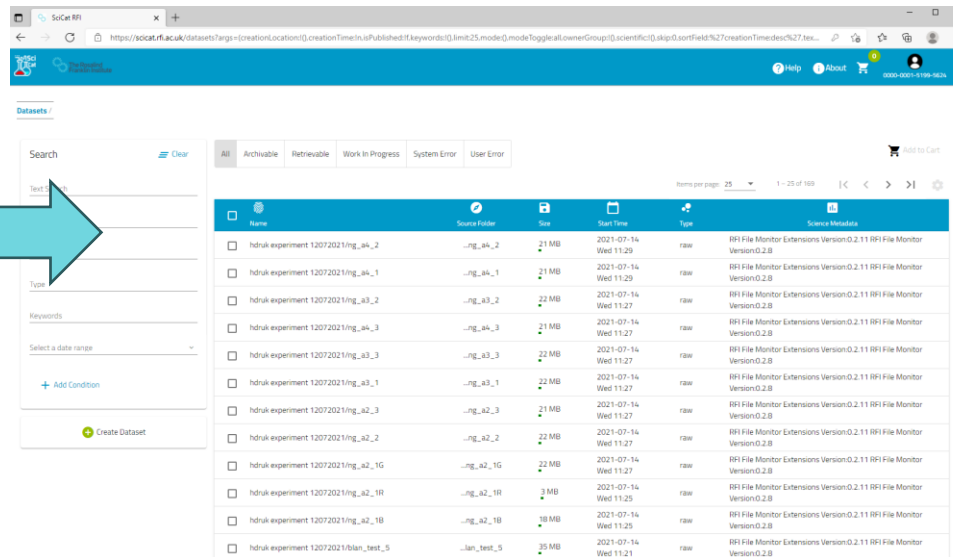 SciCat RFI
https://scicat.rfi.ac.uk/datasets?args=(creationLocation:!(),creationTime:!n,isPublished:!f,keywords:!(),limit:25,mode:(),modeToggle:all,ownerGroup:!(),scientific:!(),skip:0,sortField:%27creationTime:desc%27,tex...
SciCat
The Rosalind Franklin Institute
Help About 0 0000-0001-5199-5624
Datasets /
Search Clear
All Archivable Retrievable Work In Progress System Error User Error
Add to Cart
Text
Items per page: 25 1 – 25 of 169
Name Source Folder Size Start Time Type Science Metadata
hdruk experiment 12072021/ng_a4_2 ...ng_a4_2 21 MB 2021-07-14 Wed 11:29 raw RFI File Monitor Extensions Version:0.2.11 RFI File Monitor Version:0.2.8
hdruk experiment 12072021/ng_a4_1 ...ng_a4_1 21 MB 2021-07-14 Wed 11:29 raw RFI File Monitor Extensions Version:0.2.11 RFI File Monitor Version:0.2.8
Type
hdruk experiment 12072021/ng_a3_2 ...ng_a3_2 22 MB 2021-07-14 Wed 11:27 raw RFI File Monitor Extensions Version:0.2.11 RFI File Monitor Version:0.2.8
Keywords
hdruk experiment 12072021/ng_a4_3 ...ng_a4_3 21 MB 2021-07-14 Wed 11:27 raw RFI File Monitor Extensions Version:0.2.11 RFI File Monitor Version:0.2.8
Select a date range
hdruk experiment 12072021/ng_a3_3 ...ng_a3_3 22 MB 2021-07-14 Wed 11:27 raw RFI File Monitor Extensions Version:0.2.11 RFI File Monitor Version:0.2.8
Add Condition
hdruk experiment 12072021/ng_a3_1 ...ng_a3_1 22 MB 2021-07-14 Wed 11:27 raw RFI File Monitor Extensions Version:0.2.11 RFI File Monitor Version:0.2.8
hdruk experiment 12072021/ng_a2_3 ...ng_a2_3 21 MB 2021-07-14 Wed 11:27 raw RFI File Monitor Extensions Version:0.2.11 RFI File Monitor Version:0.2.8
Create Dataset
hdruk experiment 12072021/ng_a2_2 ...ng_a2_2 22 MB 2021-07-14 Wed 11:27 raw RFI File Monitor Extensions Version:0.2.11 RFI File Monitor Version:0.2.8
hdruk experiment 12072021/ng_a2_1G ...ng_a2_1G 22 MB 2021-07-14 Wed 11:27 raw RFI File Monitor Extensions Version:0.2.11 RFI File Monitor Version:0.2.8
hdruk experiment 12072021/ng_a2_1R ...ng_a2_1R 3 MB 2021-07-14 Wed 11:25 raw RFI File Monitor Extensions Version:0.2.11 RFI File Monitor Version:0.2.8
hdruk experiment 12072021/ng_a2_1B ...ng_a2_1B 18 MB 2021-07-14 Wed 11:25 raw RFI File Monitor Extensions Version:0.2.11 RFI File Monitor Version:0.2.8
hdruk experiment 12072021/blan_test_5 ...lan_test_5 35 MB 2021-07-14 Wed 11:21 raw RFI File Monitor Extensions Version:0.2.11 RFI File Monitor Version:0.2.8